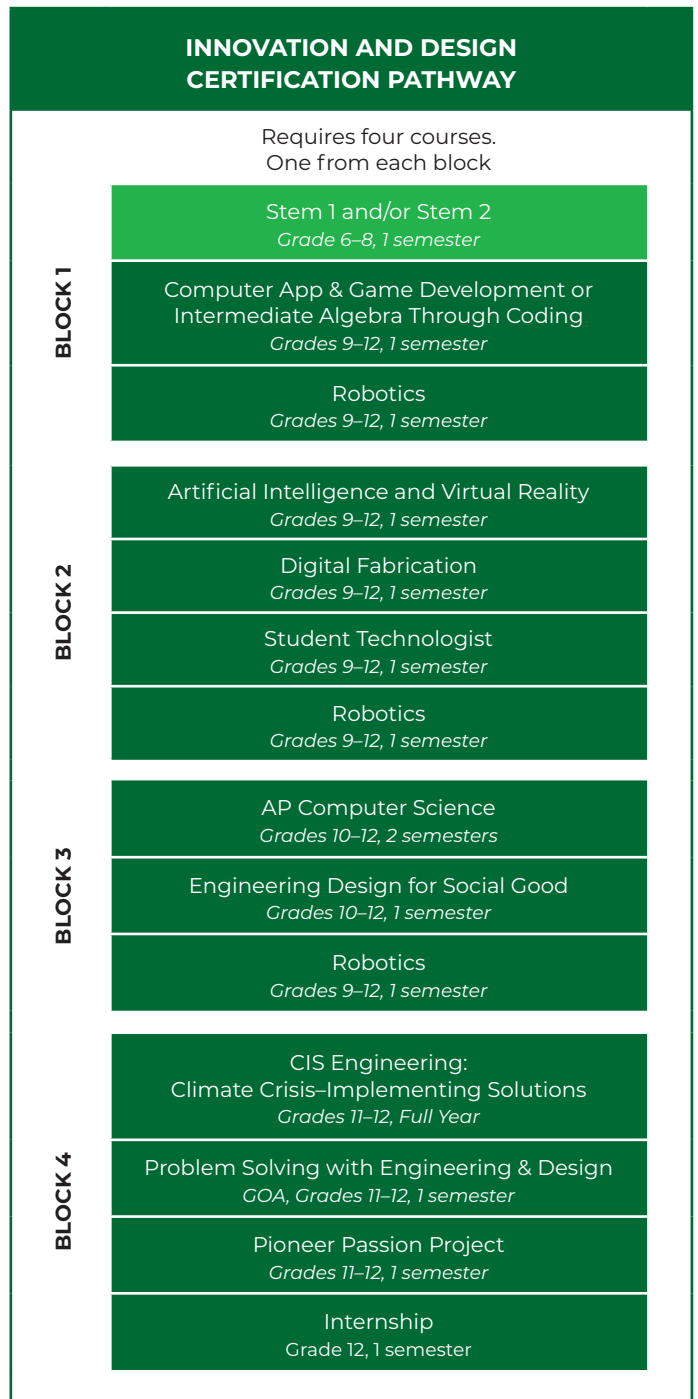 INNOVATION AND DESIGN
CERTIFICATION PATHWAY
Requires four courses.
One from each block
BLOCK 1
Stem 1 and/or Stem 2
Grade 6–8, 1 semester
Computer App & Game Development or
Intermediate Algebra Through Coding
Grades 9–12, 1 semester
Robotics
Grades 9–12, 1 semester
BLOCK 2
Artificial Intelligence and Virtual Reality
Grades 9–12, 1 semester
Digital Fabrication
Grades 9–12, 1 semester
Student Technologist
Grades 9–12, 1 semester
Robotics
Grades 9–12, 1 semester
BLOCK 3
AP Computer Science
Grades 10–12, 2 semesters
Engineering Design for Social Good
Grades 10–12, 1 semester
Robotics
Grades 9–12, 1 semester
BLOCK 4
CIS Engineering:
Climate Crisis–Implementing Solutions
Grades 11–12, Full Year
Problem Solving with Engineering & Design
GOA, Grades 11–12, 1 semester
Pioneer Passion Project
Grades 11–12, 1 semester
Internship
Grade 12, 1 semester